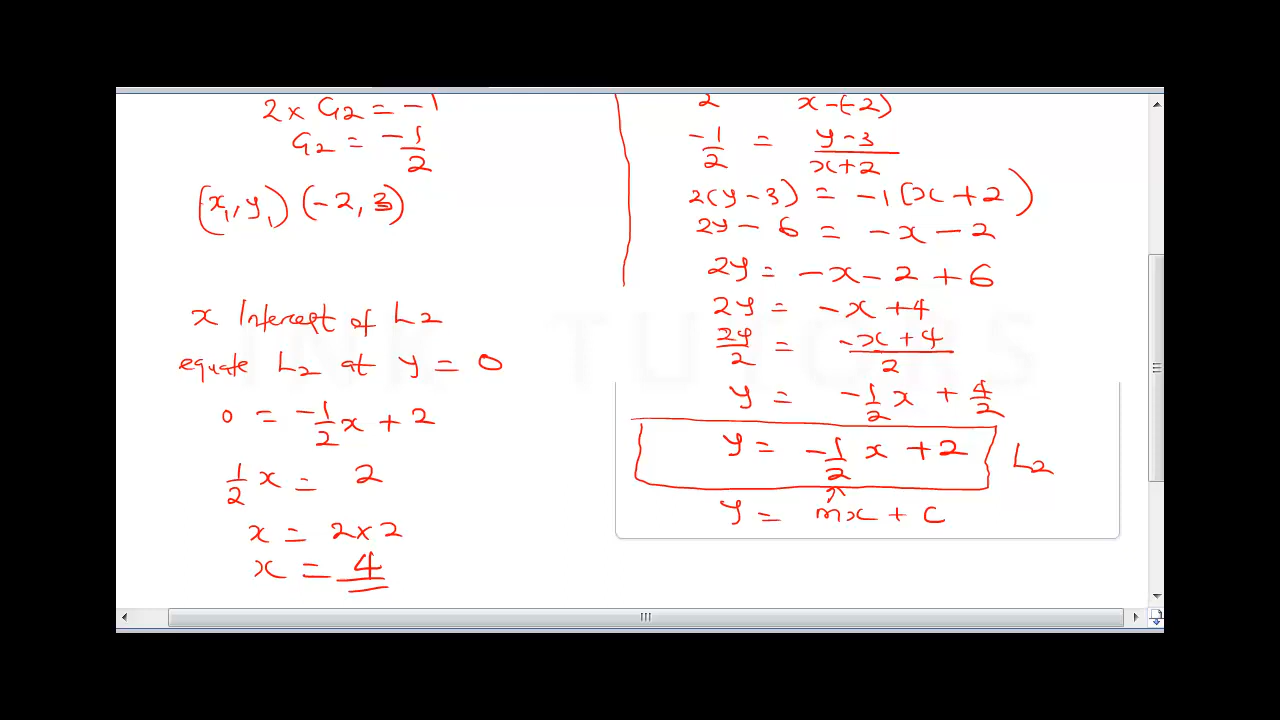 2 x G2 = -1
G2 = -1/2
(x1, y1) (-2, 3)
x Intercept of L2
equate L2 at y = 0
0 = -1/2 x + 2
1/2 x = 2
x = 2 x 2
x = 4
2 x-(-2)
-1/2 = y-3/x+2
2(y-3) = -1(x+2)
2y - 6 = -x - 2
2y = -x - 2 + 6
2y = -x + 4
2y/2 = -x+4/2
y = -1/2 x + 4/2
y = -1/2 x + 2 L2
y = mx + c
TUTORS